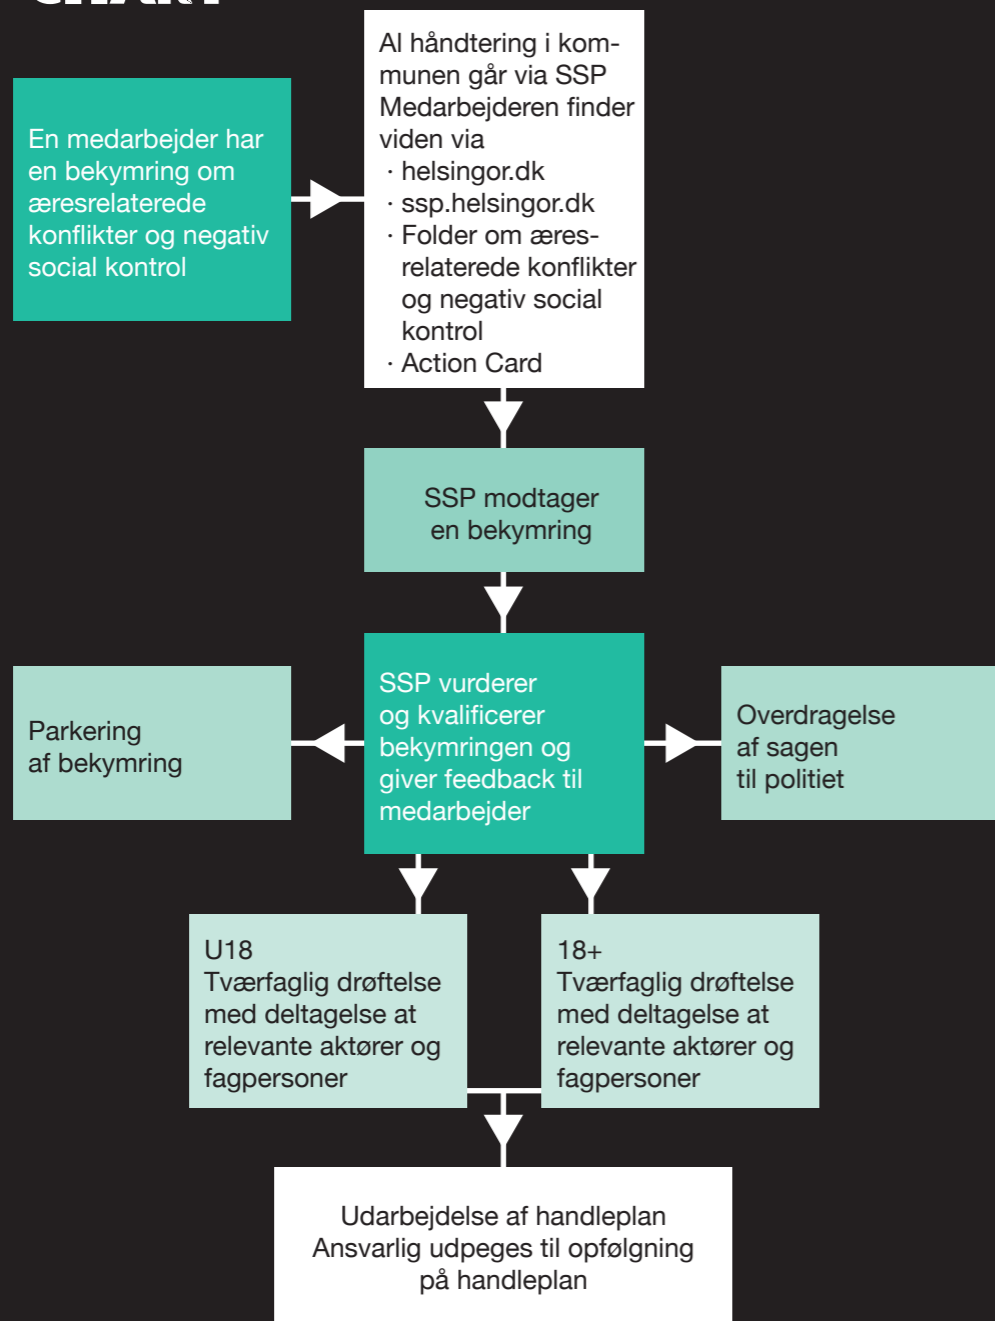 CHART
En medarbejder har
en bekymring om
æresrelaterede
konflikter og negativ
social kontrol
Al håndtering i kom-
munen går via SSP
Medarbejderen finder
viden via
· helsingor.dk
· ssp.helsingor.dk
· Folder om æres-
relaterede konflikter
og negativ social
kontrol
· Action Card
SSP modtager
en bekymring
SSP vurderer
og kvalificerer
bekymringen og
giver feedback til
medarbejder
Parkering
af bekymring
Overdragelse
af sagen
til politiet
U18
Tværfaglig drøftelse
med deltagelse at
relevante aktører og
fagpersoner
18+
Tværfaglig drøftelse
med deltagelse at
relevante aktører og
fagpersoner
Udarbejdelse af handleplan
Ansvarlig udpeges til opfølgning
på handleplan